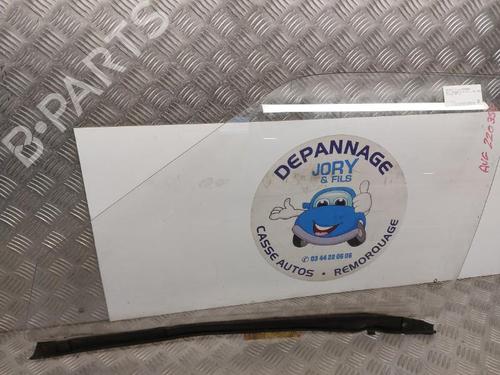 B-PARTS
DEPANNAGE
JORY
& FILS
03 44 22 06 06
CASSE AUTOS • REMORQUAGE